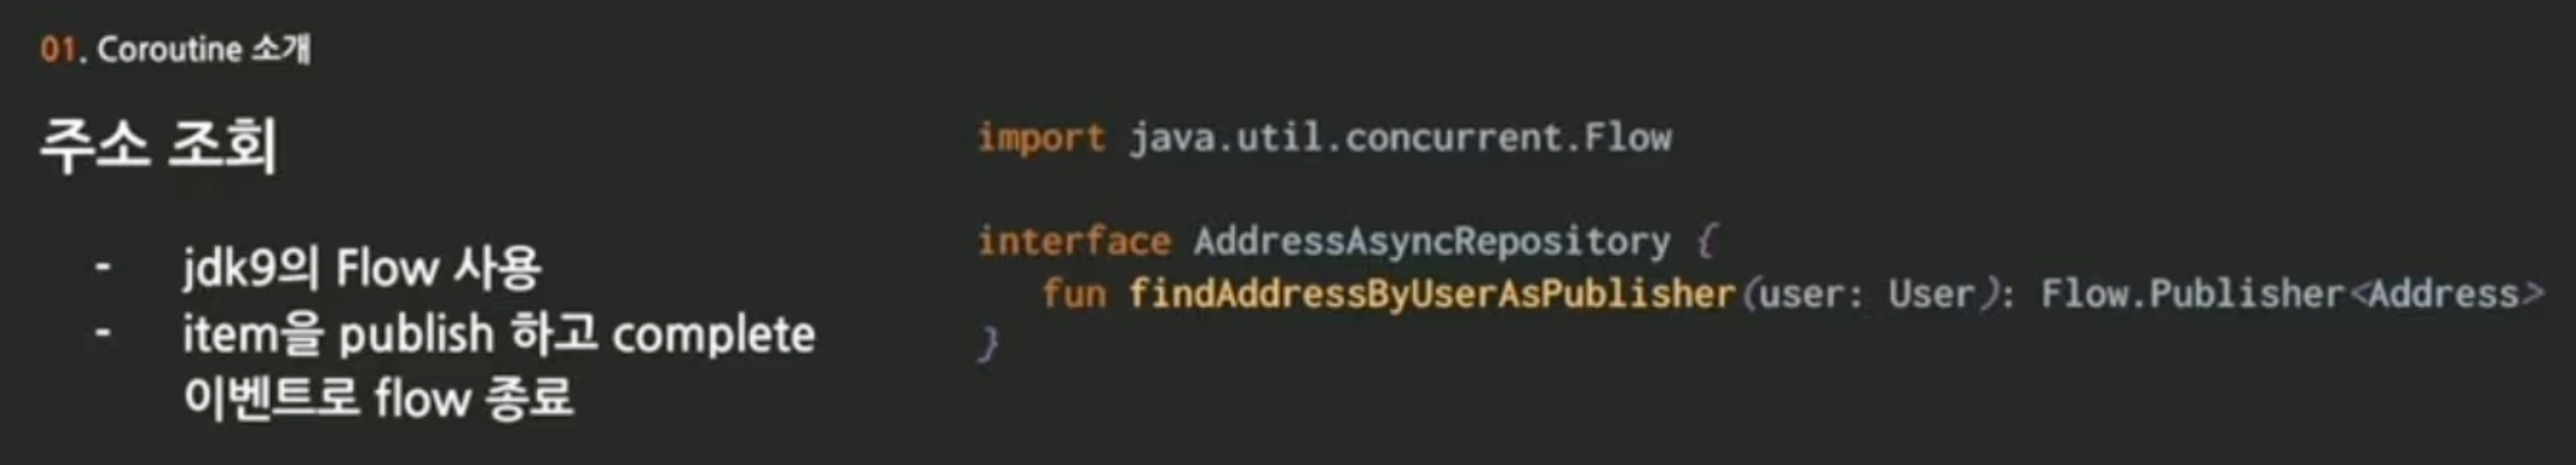 01. Coroutine 소개
주소 조회
- jdk9의 Flow 사용
- item을 publish 하고 complete
이벤트로 flow 종료
import java.util.concurrent.Flow
interface AddressAsyncRepository {
fun findAddressByUserAsPublisher(user: User): Flow.Publisher<Address>
}